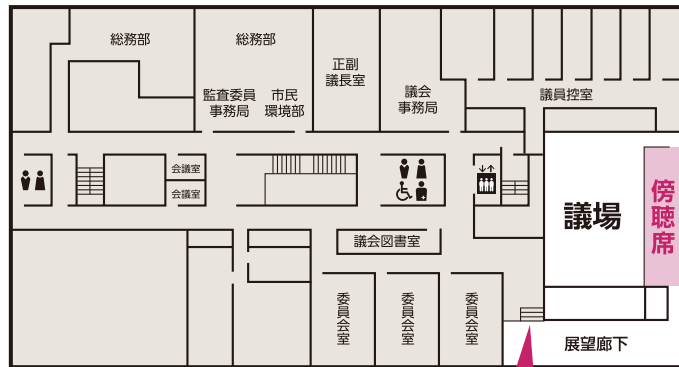 総務部
総務部
監査委員
事務局
市民
環境部
正副
議長室
議会
事務局
議員控室
会議室
会議室
議場
傍聴席
議会図書室
委員会室
委員会室
委員会室
展望廊下